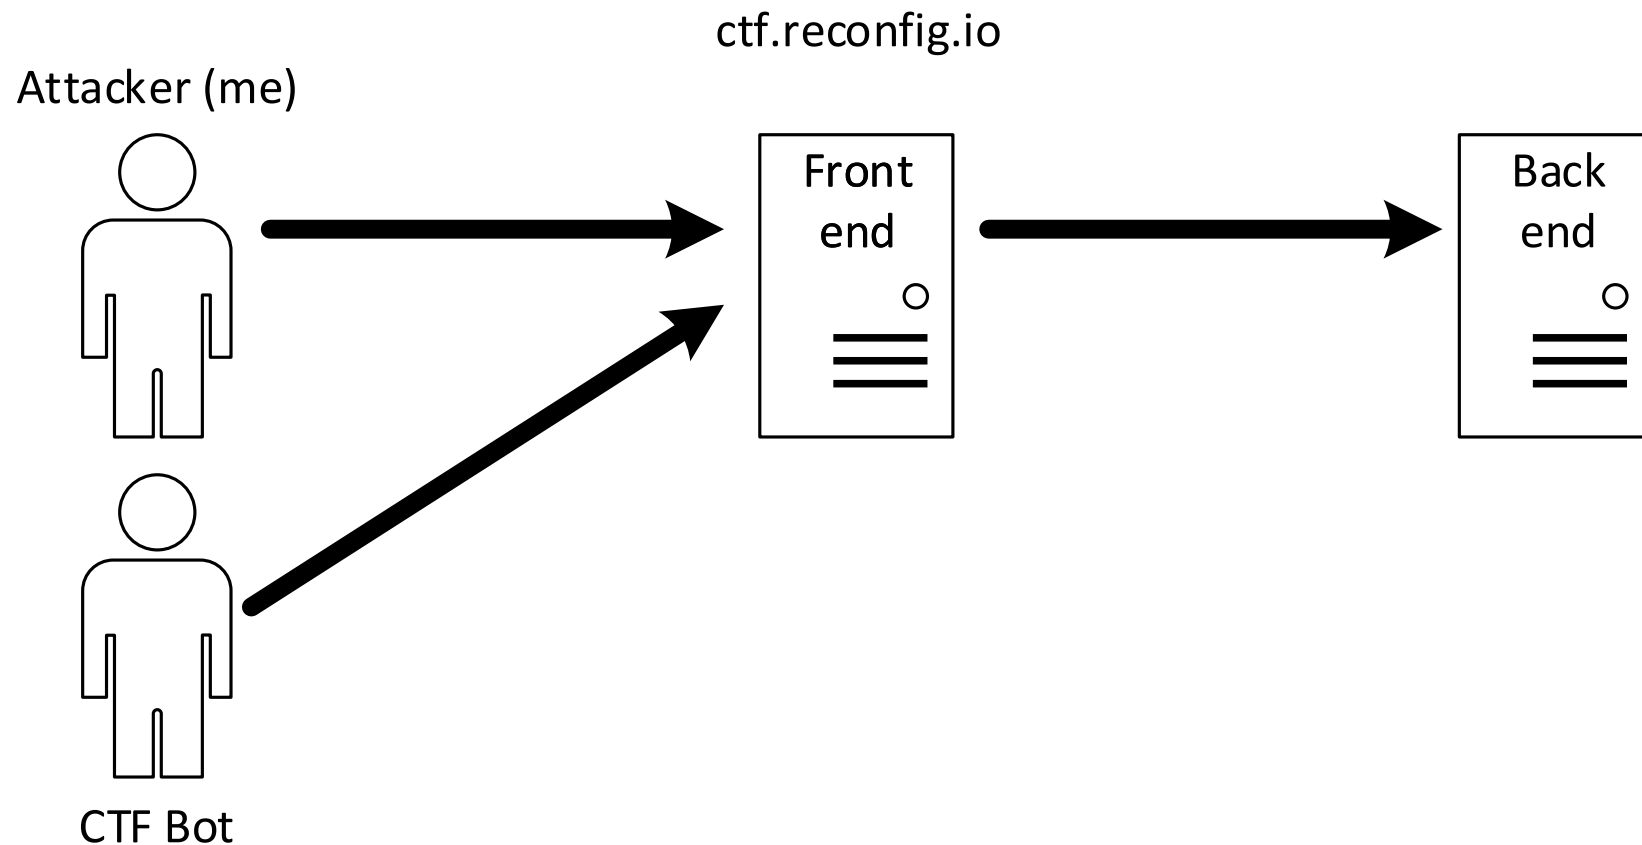 ctf.reconfig.io
Attacker (me)
Front
end
Back
end
CTF Bot